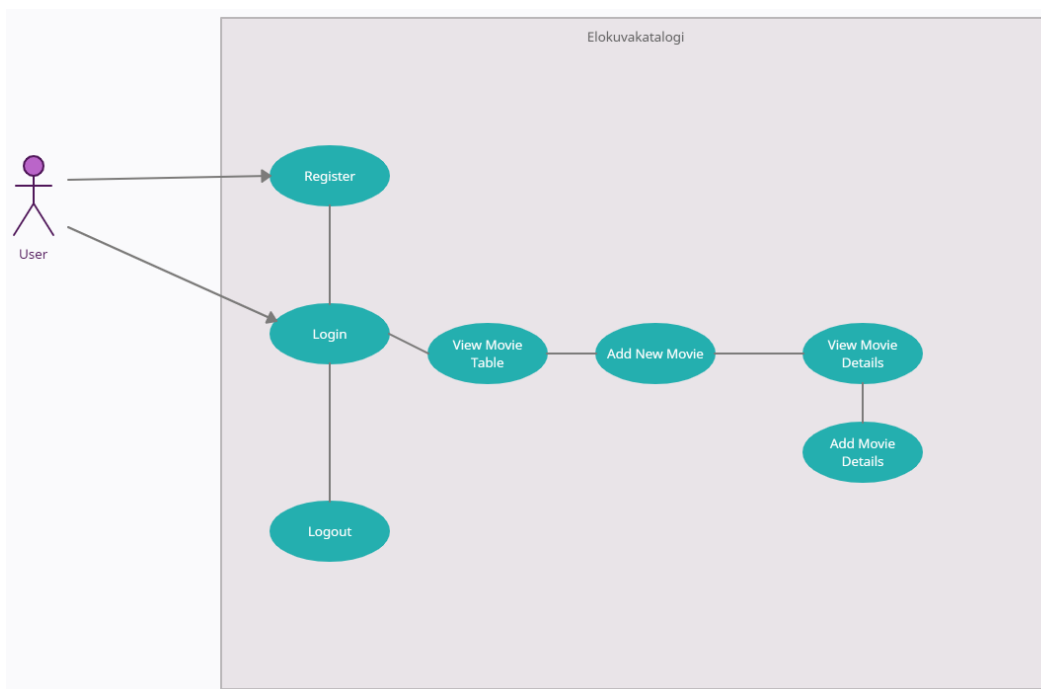 Elokuvakatalogi
Register
User
Login
View Movie
Table
Add New Movie
View Movie
Details
Add Movie
Details
Logout